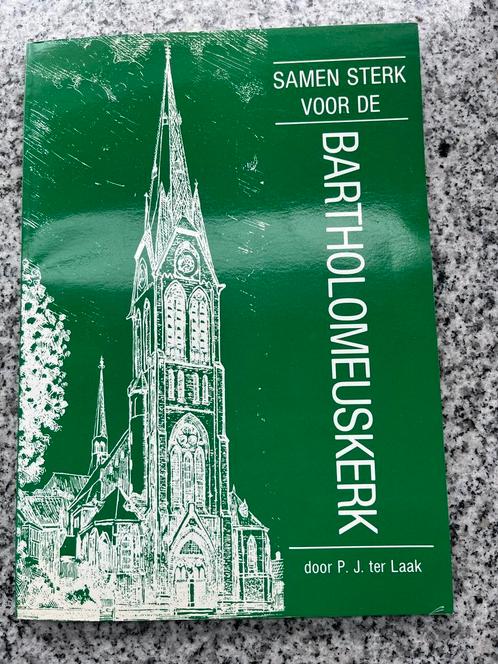 SAMEN STERK
VOOR DE
BARTHOLOMEUSKERK
door P. J. ter Laak